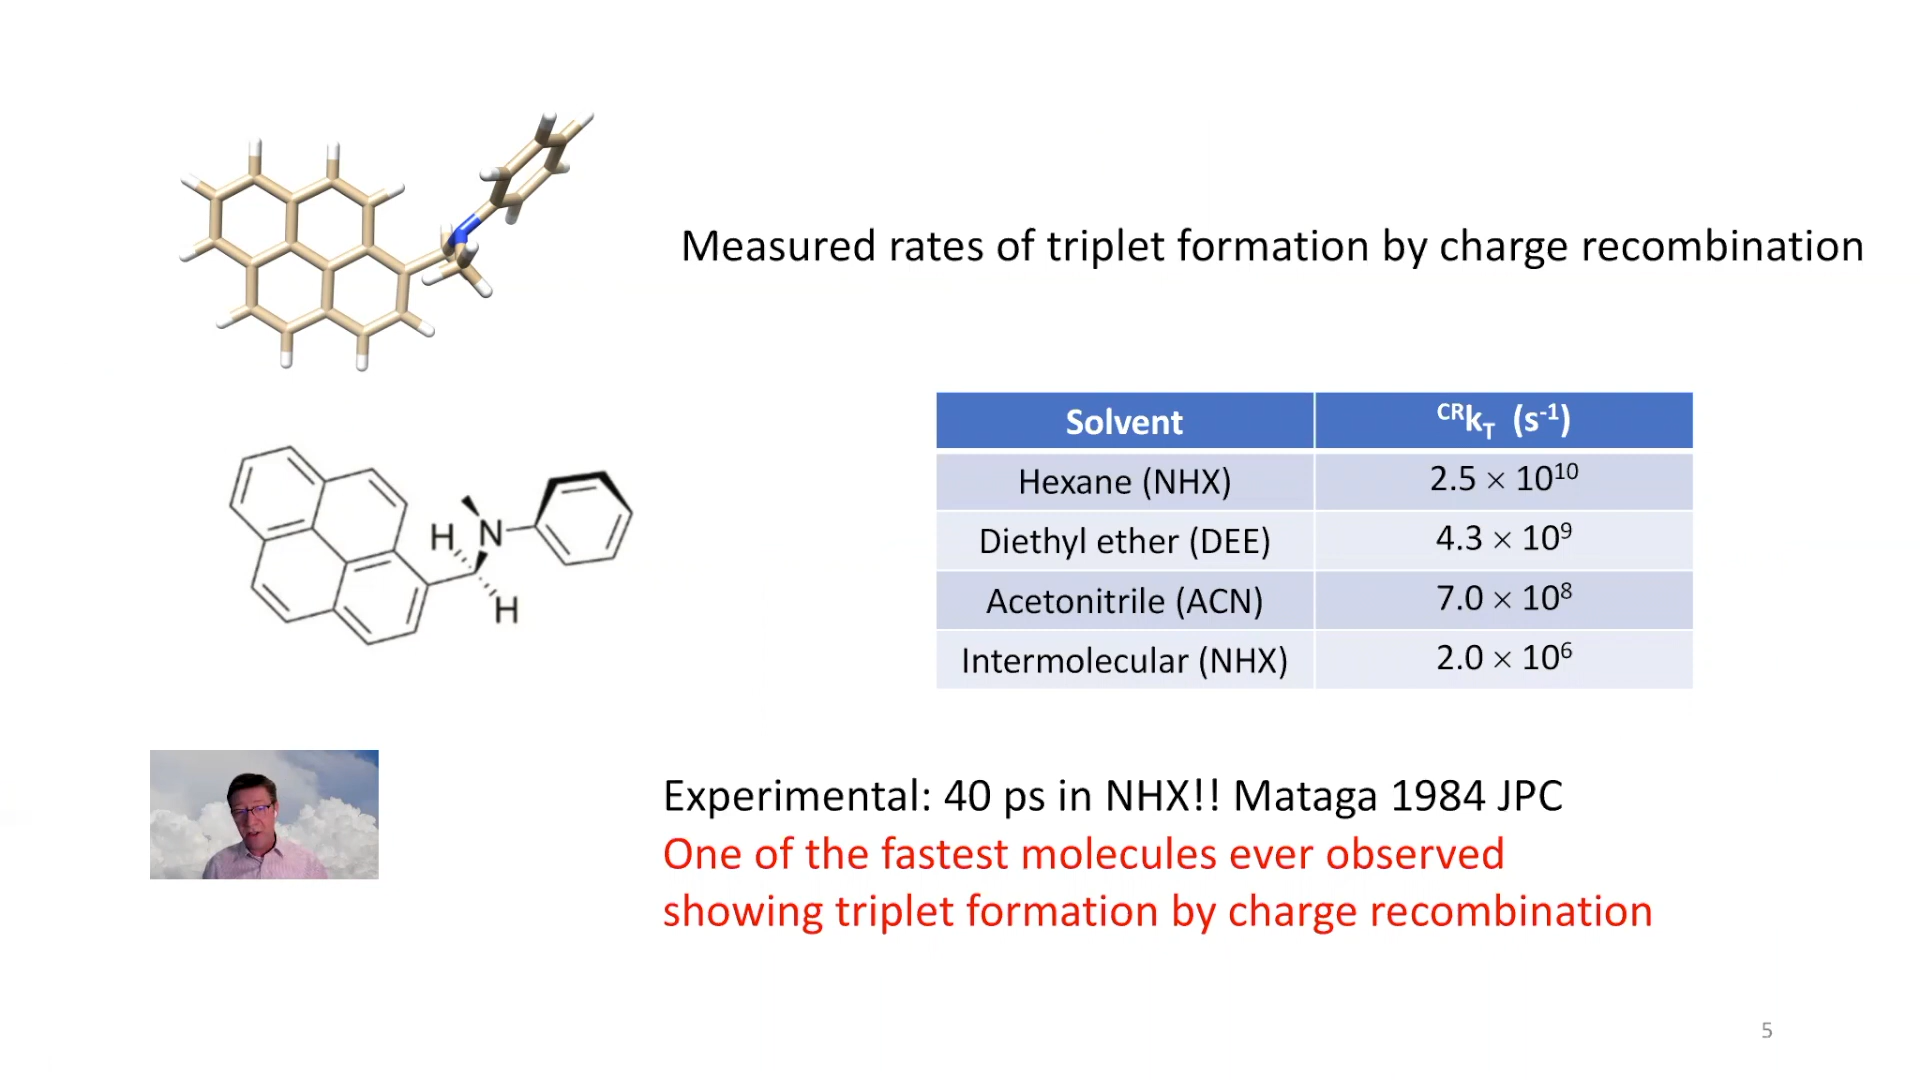 Measured rates of triplet formation by charge recombination
Solvent CRkT (s-1)
Hexane (NHX) 2.5 × 10^10
Diethyl ether (DEE) 4.3 × 10^9
Acetonitrile (ACN) 7.0 × 10^8
Intermolecular (NHX) 2.0 × 10^6
H N
H
Experimental: 40 ps in NHX!! Mataga 1984 JPC
One of the fastest molecules ever observed
showing triplet formation by charge recombination
5